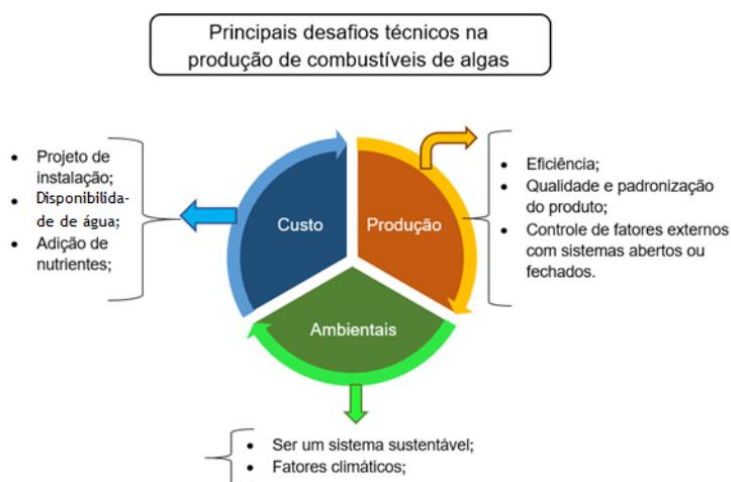 Principais desafios técnicos na
produção de combustíveis de algas
• Projeto de
instalação;
• Disponibilida-
de de água;
• Adição de
nutrientes;
Custo
Produção
Ambientais
• Eficiência;
• Qualidade e padronização
do produto;
• Controle de fatores externos
com sistemas abertos ou
fechados.
• Ser um sistema sustentável;
• Fatores climáticos;